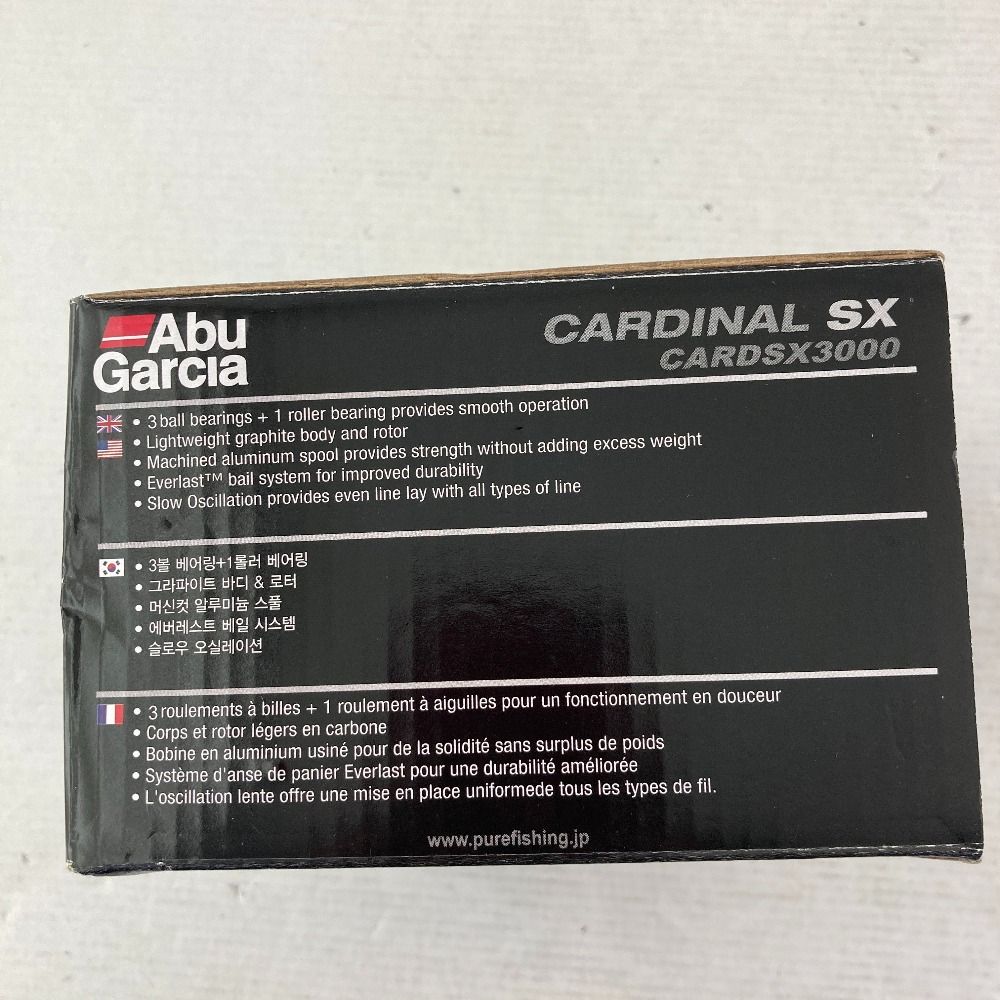 Abu
Garcia
CARDINAL SX
CARDSX3000
• 3 ball bearings + 1 roller bearing provides smooth operation
• Lightweight graphite body and rotor
• Machined aluminum spool provides strength without adding excess weight
• Everlast™ bail system for improved durability
• Slow Oscillation provides even line lay with all types of line
• 3볼 베어링+1롤러 베어링
• 그라파이트 바디 & 로터
• 머신컷 알루미늄 스풀
• 에버레스트 베일 시스템
• 슬로우 오실레이션
• 3 roulements à billes + 1 roulement à aiguilles pour un fonctionnement en douceur
• Corps et rotor légers en carbone
• Bobine en aluminium usiné pour de la solidité sans surplus de poids
• Système d'anse de panier Everlast pour une durabilité améliorée
• L'oscillation lente offre une mise en place uniformede tous les types de fil.
www.purefishing.jp